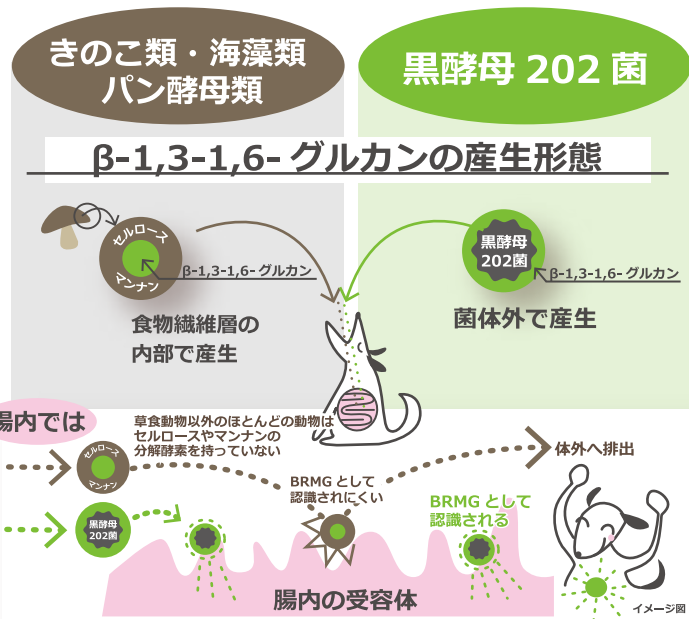 きのこ類・海藻類
パン酵母類
黒酵母 202 菌
β-1,3-1,6- グルカンの産生形態
セルロース
マンナン
β-1,3-1,6- グルカン
食物繊維層の
内部で産生
黒酵母
202菌
β-1,3-1,6- グルカン
菌体外で産生
腸内では
草食動物以外のほとんどの動物は
セルロースやマンナンの
分解酵素を持っていない
セルロース
マンナン
BRMG として
認識されにくい
体外へ排出
黒酵母
202菌
BRMG として
認識される
腸内の受容体
イメージ図